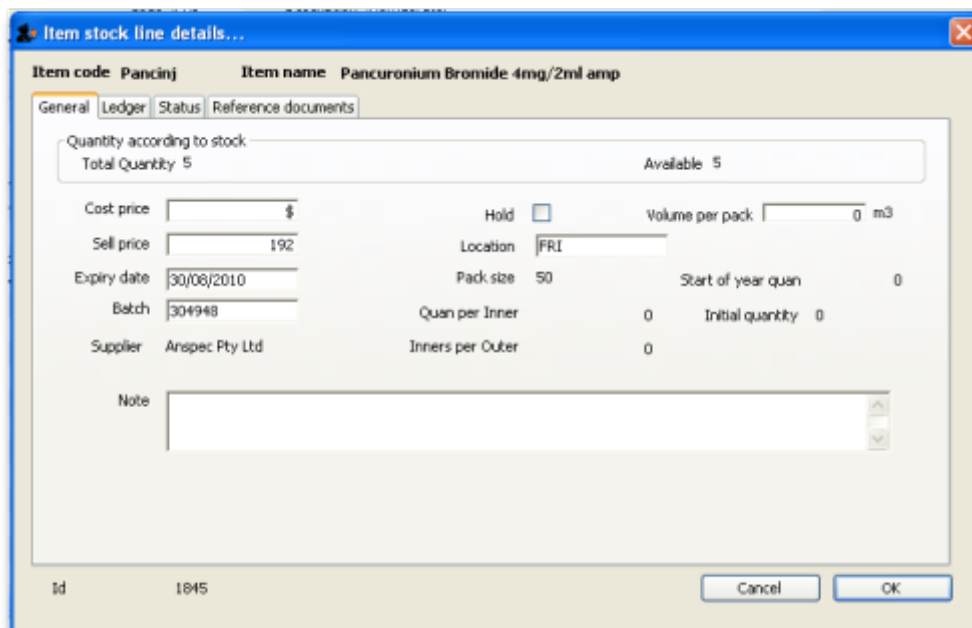 Item stock line details...
Item code Pancinj Item name Pancuronium Bromide 4mg/2ml amp
General Ledger Status Reference documents
Quantity according to stock
Total Quantity 5 Available 5
Cost price $ Hold Volume per pack 0 m3
Sell price 192 Location FRI
Expiry date 30/08/2010 Pack size 50 Start of year quan 0
Batch 304948 Quan per Inner 0 Initial quantity 0
Supplier Anspec Pty Ltd Inners per Outer 0
Note
Id 1845 Cancel OK